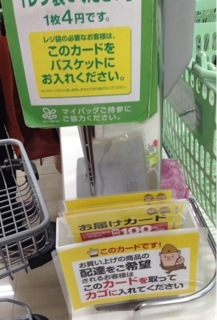 1枚4円です。
レジ袋の必要なお客様は、
このカードを
バスケットに
お入れください。
マイバッグご持参に
ご協力ください。
お届けカード
100
このカードです!
お買い上げの商品の
配達をご希望
されるお客様は
このカードを取って
カゴに入れてください